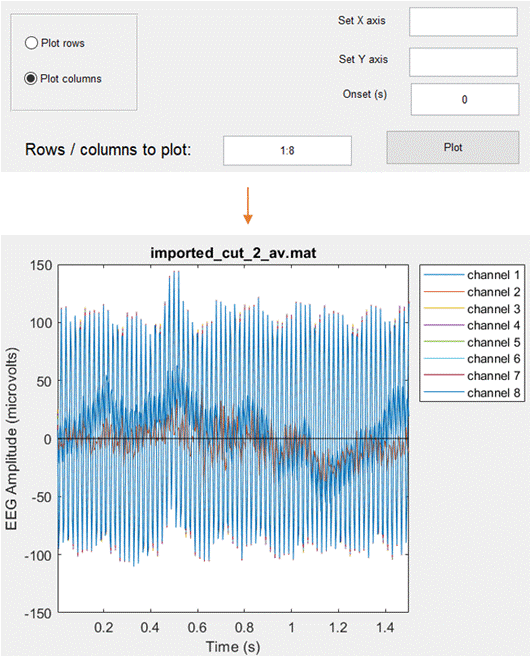 Plot rows
Plot columns
Set X axis
Set Y axis
Onset (s)
0
Rows / columns to plot:
1:8
Plot
imported_cut_2_av.mat
150
100
50
0
-50
-100
-150
EEG Amplitude (microvolts)
0.2
0.4
0.6
0.8
1
1.2
1.4
Time (s)
channel 1
channel 2
channel 3
channel 4
channel 5
channel 6
channel 7
channel 8